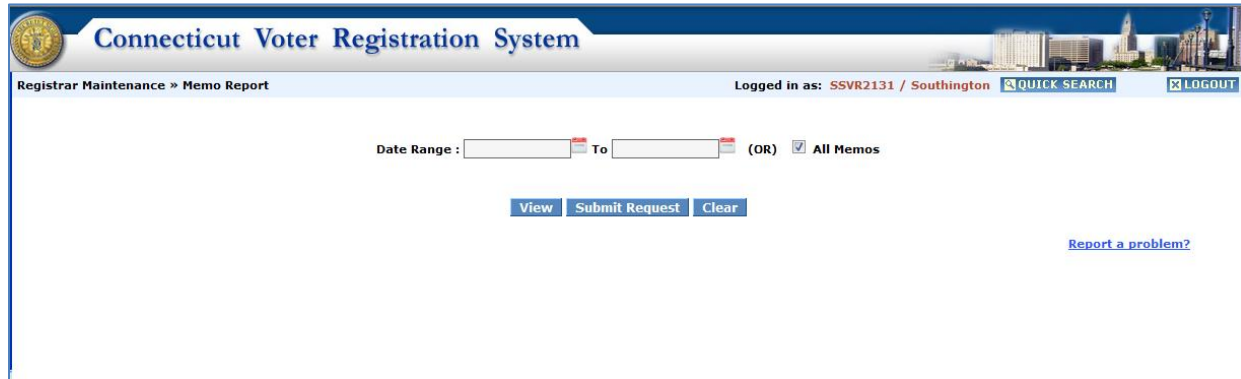 Connecticut Voter Registration System
Registrar Maintenance » Memo Report Logged in as: SSVR2131 / Southington QUICK SEARCH LOGOUT
Date Range : To (OR) All Memos
View Submit Request Clear
Report a problem?